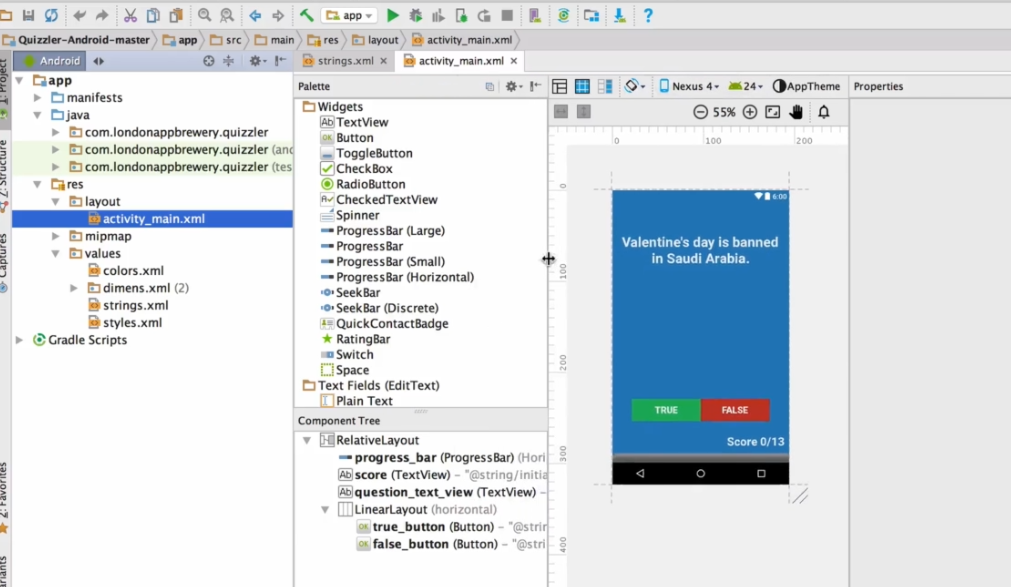 app
Quizzler-Android-master app src main res layout activity_main.xml
Android
strings.xml
activity_main.xml
1: Project
Z: Structure
Captures
2: Favorites
app
manifests
java
com.londonappbrewery.quizzler
com.londonappbrewery.quizzler (and
com.londonappbrewery.quizzler (tes
res
layout
activity_main.xml
mipmap
values
colors.xml
dimens.xml (2)
strings.xml
styles.xml
Gradle Scripts
Palette
Widgets
Ab TextView
OK Button
ToggleButton
CheckBox
RadioButton
CheckedTextView
Spinner
ProgressBar (Large)
ProgressBar
ProgressBar (Small)
ProgressBar (Horizontal)
SeekBar
SeekBar (Discrete)
QuickContactBadge
RatingBar
Switch
Space
Text Fields (EditText)
Plain Text
Component Tree
RelativeLayout
progress_bar (ProgressBar) (Hori
Ab score (TextView) – "@string/initia
Ab question_text_view (TextView) –
LinearLayout (horizontal)
OK true_button (Button) – "@strin
OK false_button (Button) – "@stri
Nexus 4 24 AppTheme
55%
0 100 200
0
100
200
300
400
6:00
Valentine's day is banned
in Saudi Arabia.
TRUE FALSE
Score 0/13
Properties